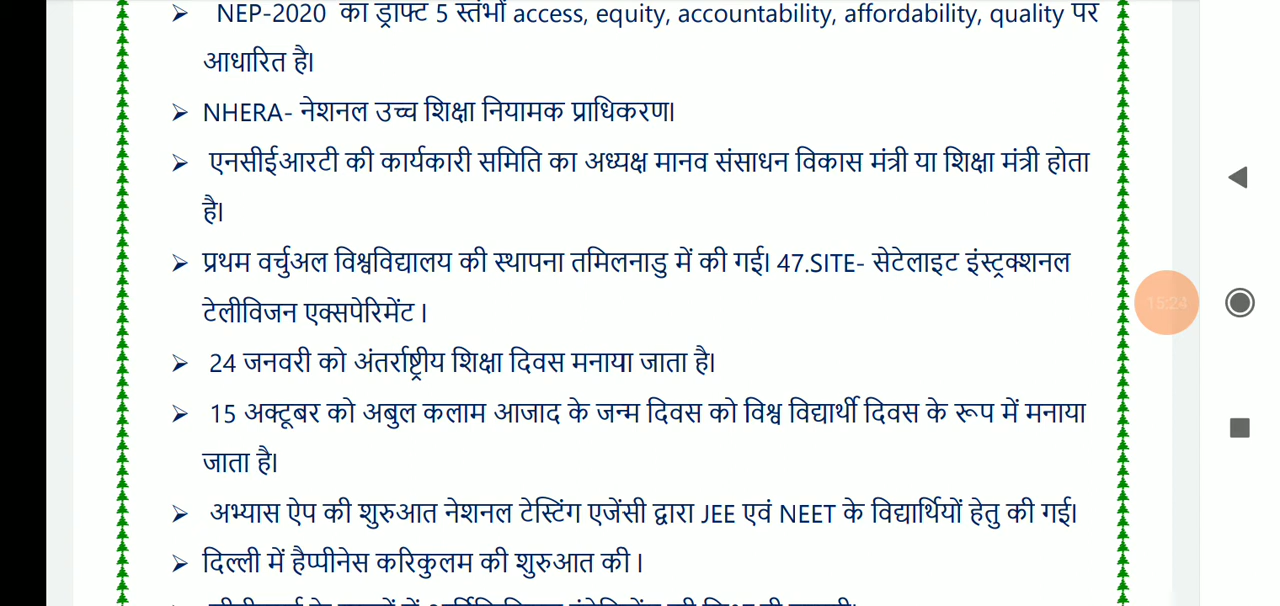 ➢ NEP-2020 का ड्राफ्ट 5 स्तंभों access, equity, accountability, affordability, quality पर
आधारित है।
➢ NHERA- नेशनल उच्च शिक्षा नियामक प्राधिकरण।
➢ एनसीईआरटी की कार्यकारी समिति का अध्यक्ष मानव संसाधन विकास मंत्री या शिक्षा मंत्री होता
है।
➢ प्रथम वर्चुअल विश्वविद्यालय की स्थापना तमिलनाडु में की गई। 47.SITE- सेटेलाइट इंस्ट्रक्शनल
टेलीविजन एक्सपेरिमेंट ।
15:24
➢ 24 जनवरी को अंतर्राष्ट्रीय शिक्षा दिवस मनाया जाता है।
➢ 15 अक्टूबर को अबुल कलाम आजाद के जन्म दिवस को विश्व विद्यार्थी दिवस के रूप में मनाया
जाता है।
➢ अभ्यास ऐप की शुरुआत नेशनल टेस्टिंग एजेंसी द्वारा JEE एवं NEET के विद्यार्थियों हेतु की गई।
➢ दिल्ली में हैप्पीनेस करिकुलम की शुरुआत की ।